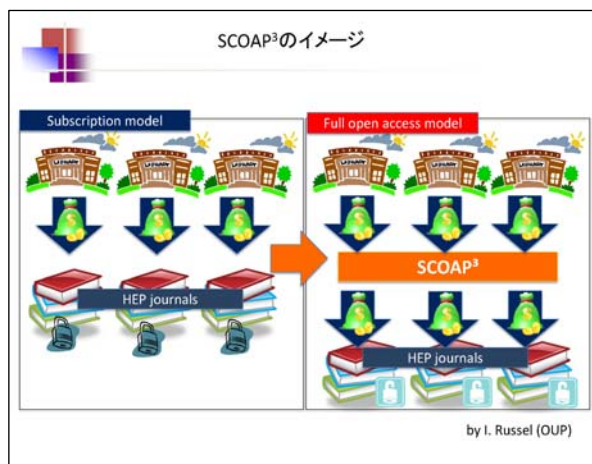 SCOAP³のイメージ
Subscription model
HEP journals
Full open access model
SCOAP³
HEP journals
by I. Russel (OUP)